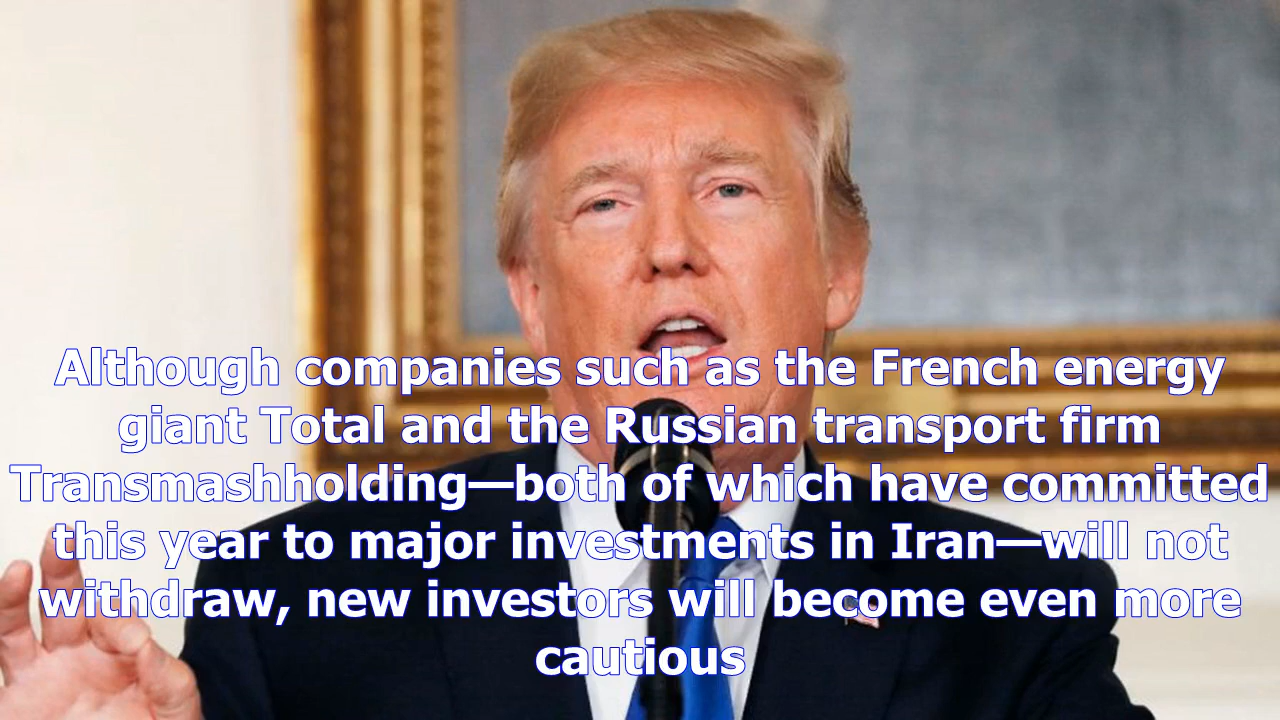 Although companies such as the French energy
giant Total and the Russian transport firm
Transmashholding—both of which have committed
this year to major investments in Iran—will not
withdraw, new investors will become even more
cautious